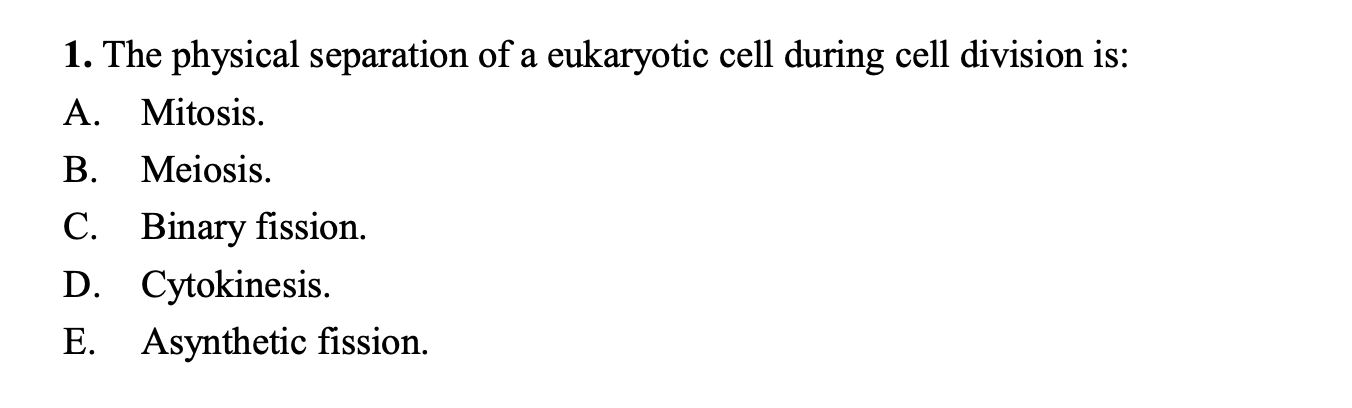 1. The physical separation of a eukaryotic cell during cell division is:
A. Mitosis.
B. Meiosis.
C. Binary fission.
D. Cytokinesis.
E. Asynthetic fission.